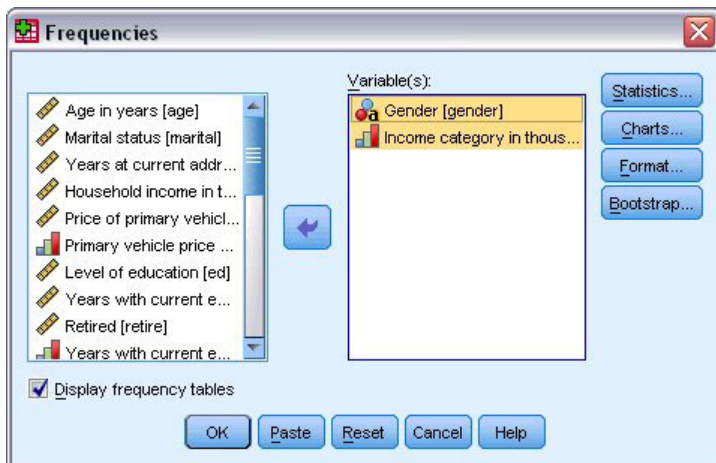 Frequencies
Variable(s):
Age in years [age]
Marital status [marital]
Years at current addr...
Household income in t...
Price of primary vehicl...
Primary vehicle price ...
Level of education [ed]
Years with current e...
Retired [retire]
Years with current e...
Gender [gender]
Income category in thous...
Statistics...
Charts...
Format...
Bootstrap...
Display frequency tables
OK
Paste
Reset
Cancel
Help